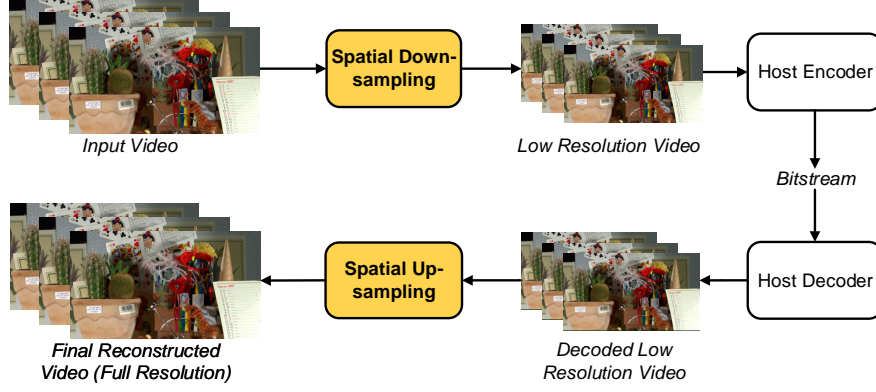 Spatial Down-
sampling
Host Encoder
Input Video
Low Resolution Video
Bitstream
Spatial Up-
sampling
Host Decoder
Final Reconstructed
Video (Full Resolution)
Decoded Low
Resolution Video